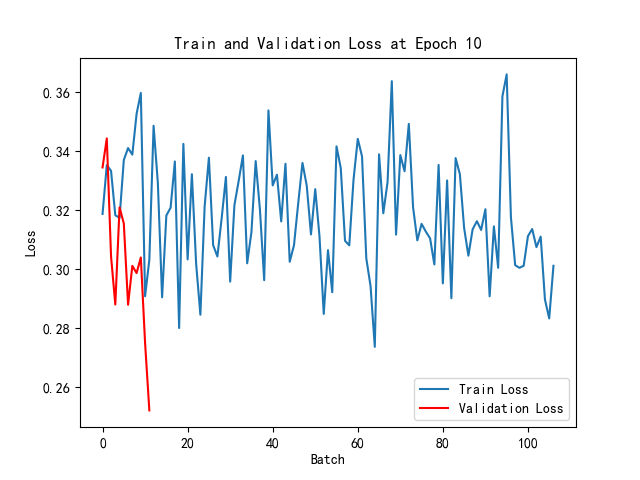 Train and Validation Loss at Epoch 10
0.36
0.34
0.32
0.30
0.28
0.26
Loss
Train Loss
Validation Loss
0 20 40 60 80 100
Batch